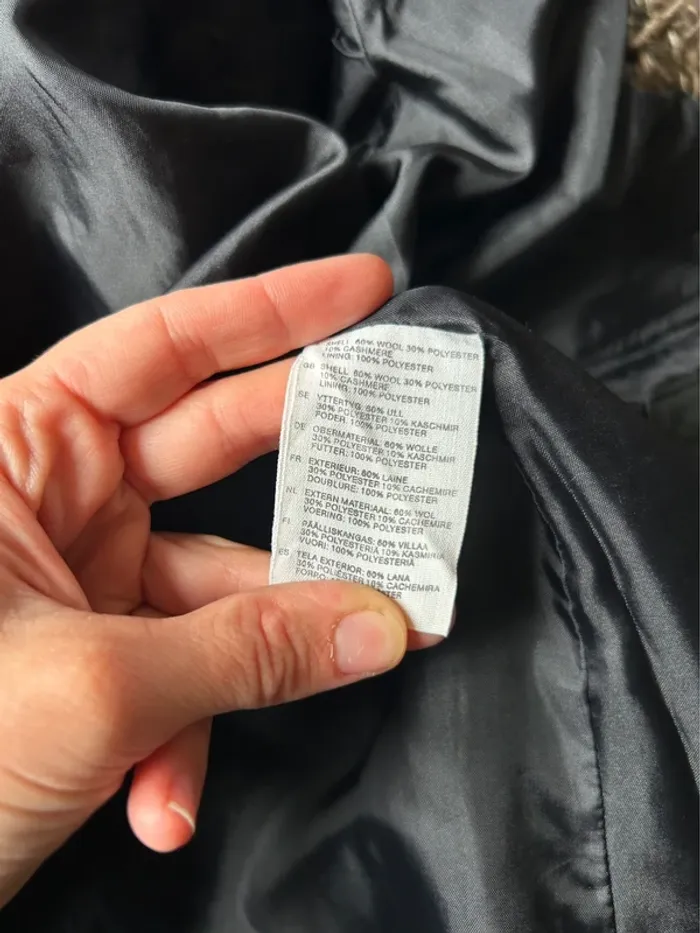 SHELL: 60% WOOL 30% POLYESTER
10% CASHMERE
LINING: 100% POLYESTER
GB SHELL: 60% WOOL 30% POLYESTER
10% CASHMERE
LINING: 100% POLYESTER
SE YTTERTYG: 60% ULL
30% POLYESTER 10% KASCHMIR
FODER: 100% POLYESTER
DE OBERMATERIAL: 60% WOLLE
30% POLYESTER 10% KASCHMIR
FUTTER: 100% POLYESTER
FR EXTERIEUR: 60% LAINE
30% POLYESTER 10% CACHEMIRE
DOUBLURE: 100% POLYESTER
NL EXTERN MATERIAAL: 60% WOL
30% POLYESTER 10% CACHEMIRE
VOERING: 100% POLYESTER
FI PÄÄLLISKANGAS: 60% VILLAA
30% POLYESTERIÄ 10% KASMIRIA
VUORI: 100% POLYESTERIÄ
ES TELA EXTERIOR: 60% LANA
30% POLIÉSTER 10% CACHEMIRA
FORRO: